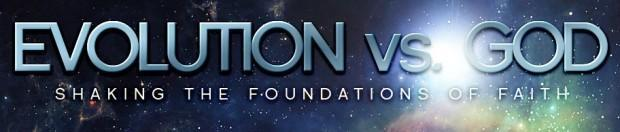 EVOLUTION vs. GOD
SHAKING THE FOUNDATIONS OF FAITH